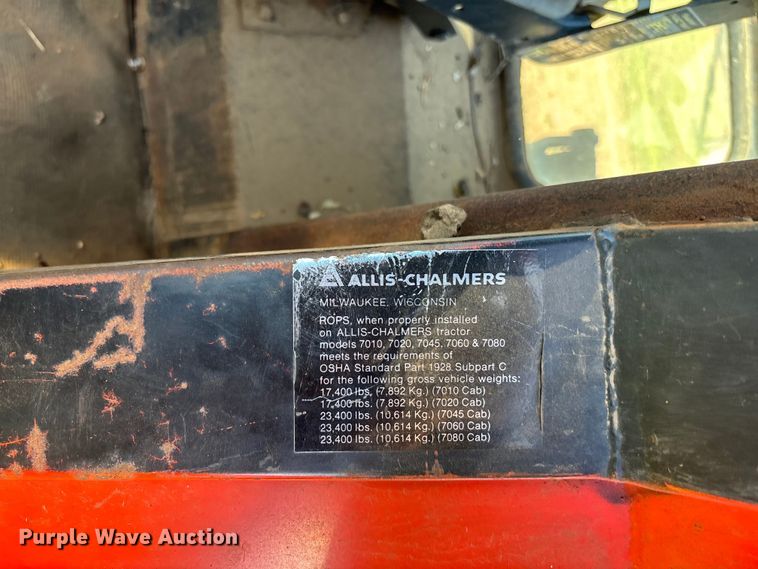 ALLIS-CHALMERS
MILWAUKEE, WISCONSIN
ROPS, when properly installed
on ALLIS-CHALMERS tractor
models 7010, 7020, 7045, 7060 & 7080
meets the requirements of
OSHA Standard Part 1928 Subpart C
for the following gross vehicle weights:
17,400 lbs. (7,892 Kg.) (7010 Cab)
17,400 lbs. (7,892 Kg.) (7020 Cab)
23,400 lbs. (10,614 Kg.) (7045 Cab)
23,400 lbs. (10,614 Kg.) (7060 Cab)
23,400 lbs. (10,614 Kg.) (7080 Cab)
Purple Wave Auction